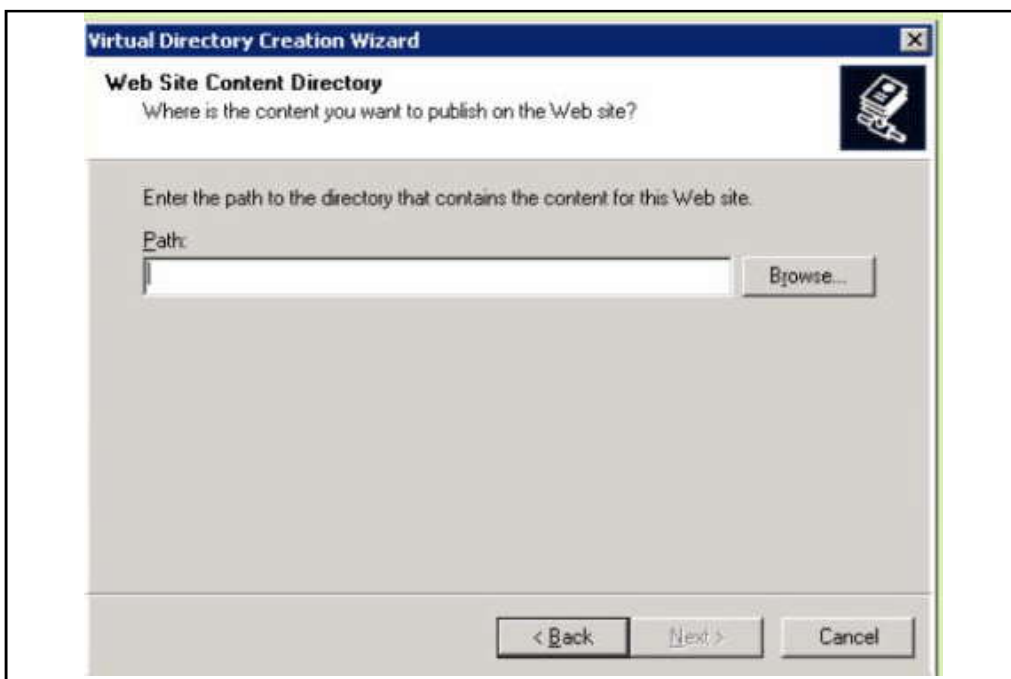 Virtual Directory Creation Wizard
Web Site Content Directory
Where is the content you want to publish on the Web site?
Enter the path to the directory that contains the content for this Web site.
Path:
Browse...
< Back Next > Cancel